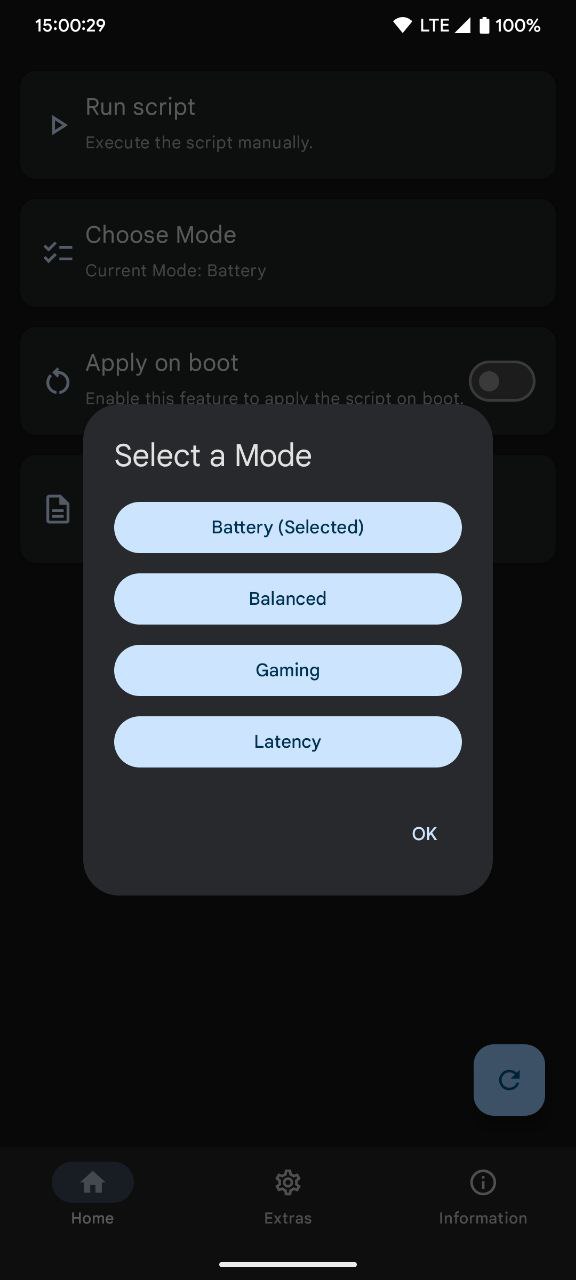 15:00:29
LTE
100%
Run script
Execute the script manually.
Choose Mode
Current Mode: Battery
Apply on boot
Enable this feature to apply the script on boot.
Select a Mode
Battery (Selected)
Balanced
Gaming
Latency
OK
Home
Extras
Information